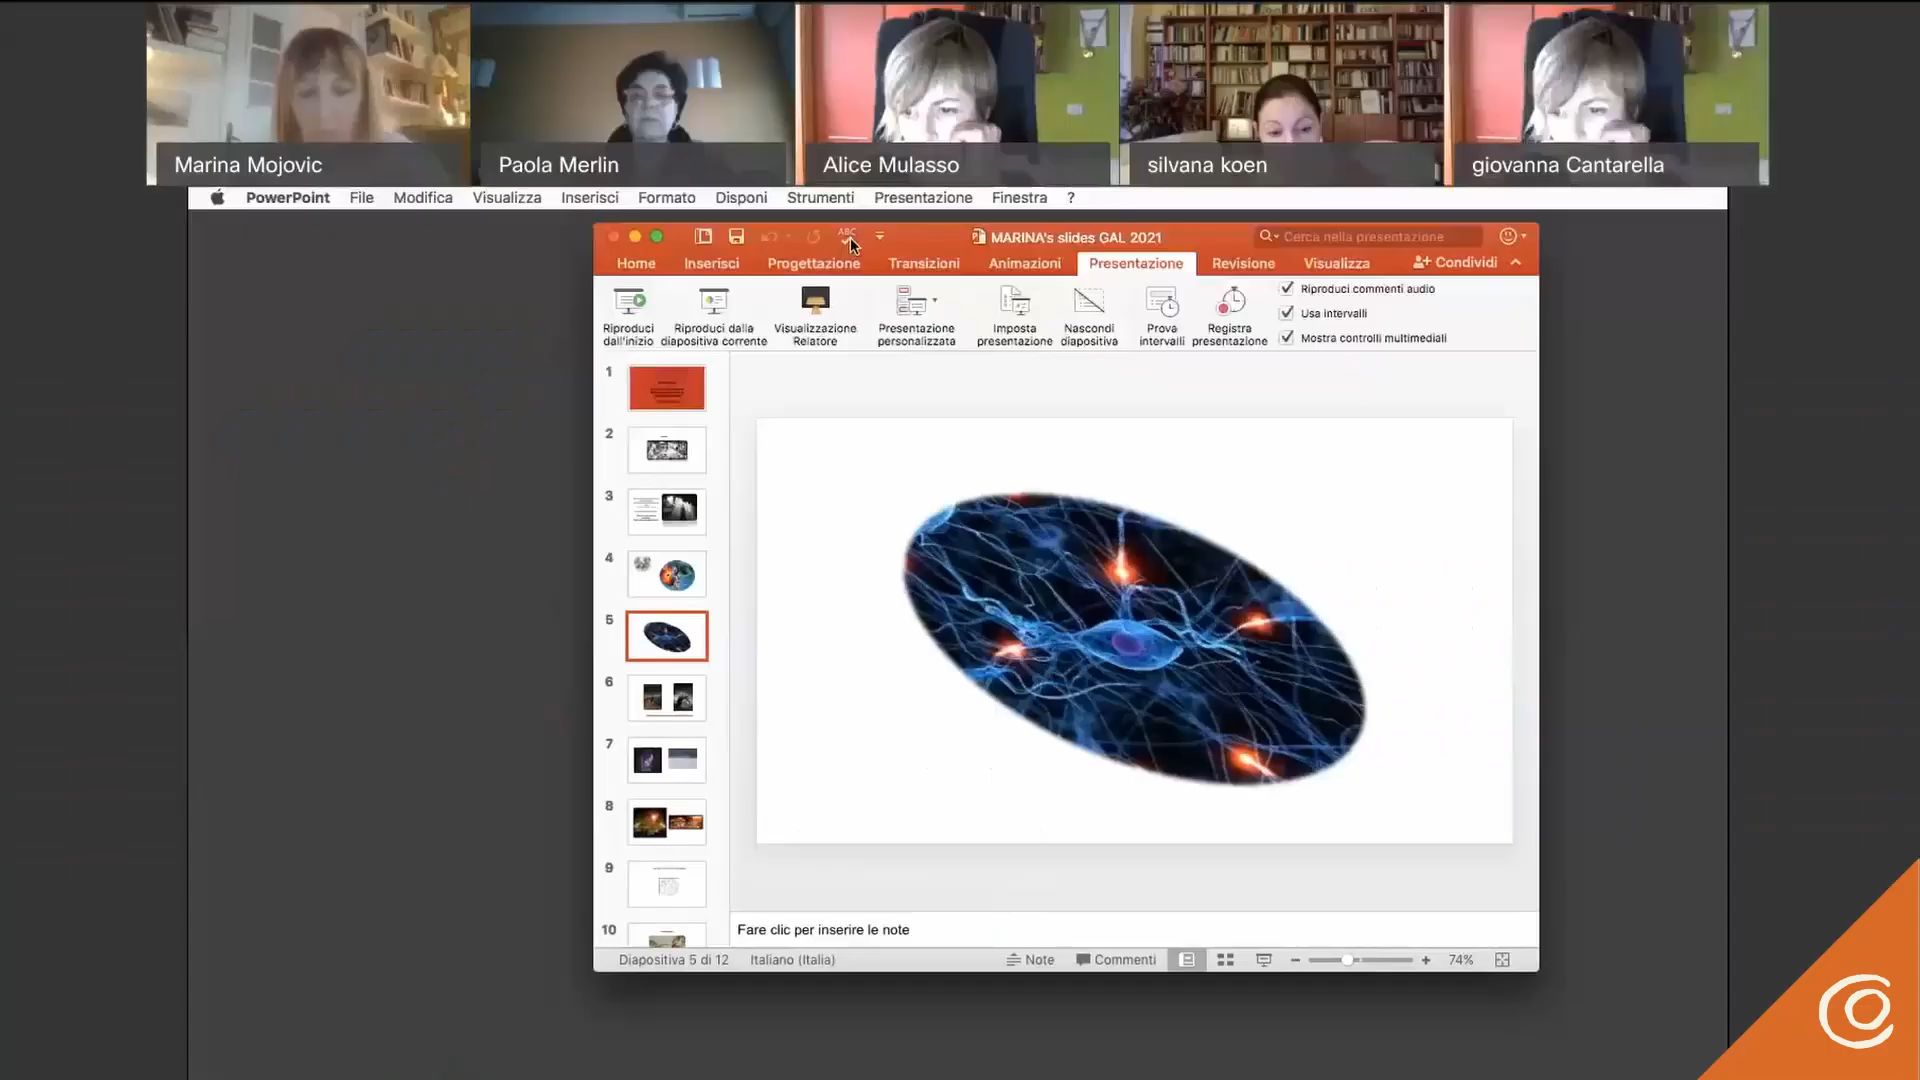 Marina Mojovic
Paola Merlin
Alice Mulasso
silvana koen
giovanna Cantarella
PowerPoint File Modifica Visualizza Inserisci Formato Disponi Strumenti Presentazione Finestra ?
ABC
MARINA's slides GAL 2021
Cerca nella presentazione
Home Inserisci Progettazione Transizioni Animazioni Presentazione Revisione Visualizza Condividi
Riproduci dall'inizio
Riproduci dalla diapositiva corrente
Visualizzazione Relatore
Presentazione personalizzata
Imposta presentazione
Nascondi diapositiva
Prova intervalli
Registra presentazione
Riproduci commenti audio
Usa intervalli
Mostra controlli multimediali
1
2
3
4
5
6
7
8
9
10
Fare clic per inserire le note
Diapositiva 5 di 12 Italiano (Italia) Note Commenti 74%